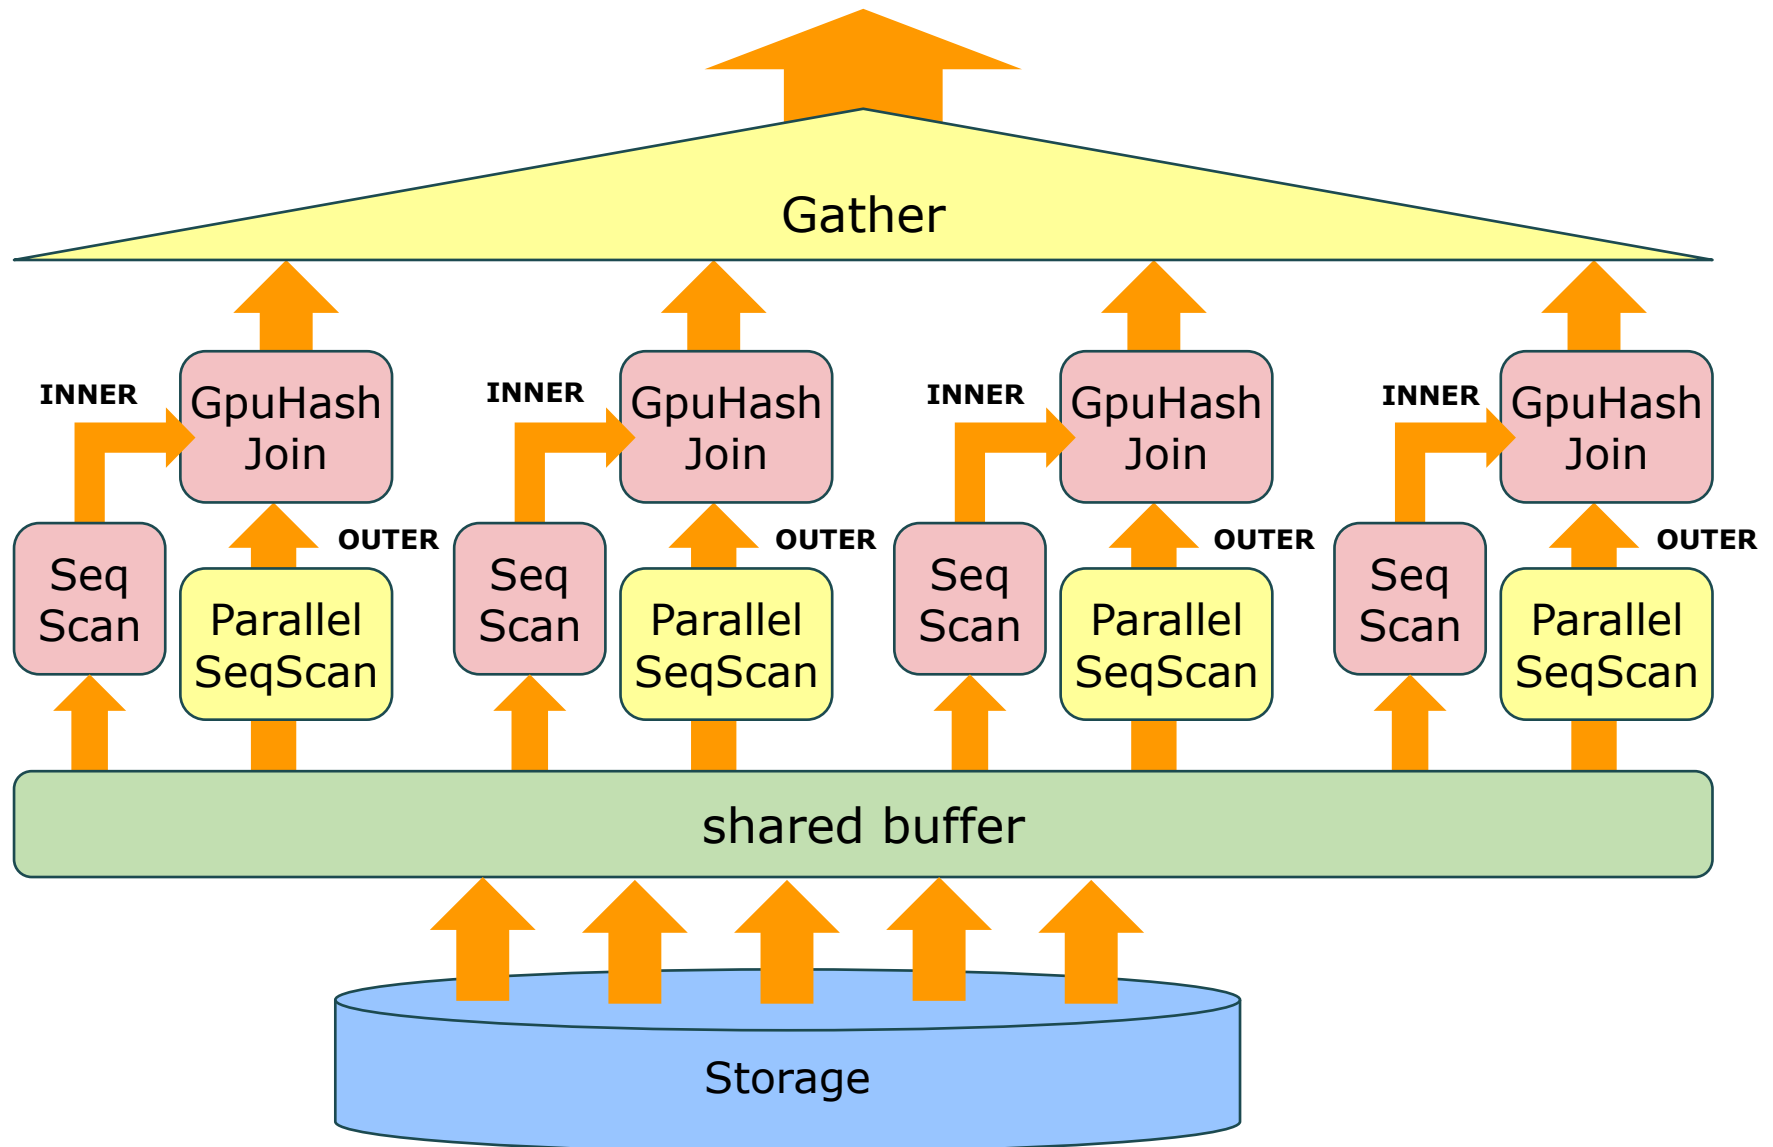 Gather
INNER
GpuHash
Join
INNER
GpuHash
Join
INNER
GpuHash
Join
INNER
GpuHash
Join
OUTER
OUTER
OUTER
OUTER
Seq
Scan
Parallel
SeqScan
Seq
Scan
Parallel
SeqScan
Seq
Scan
Parallel
SeqScan
Seq
Scan
Parallel
SeqScan
shared buffer
Storage